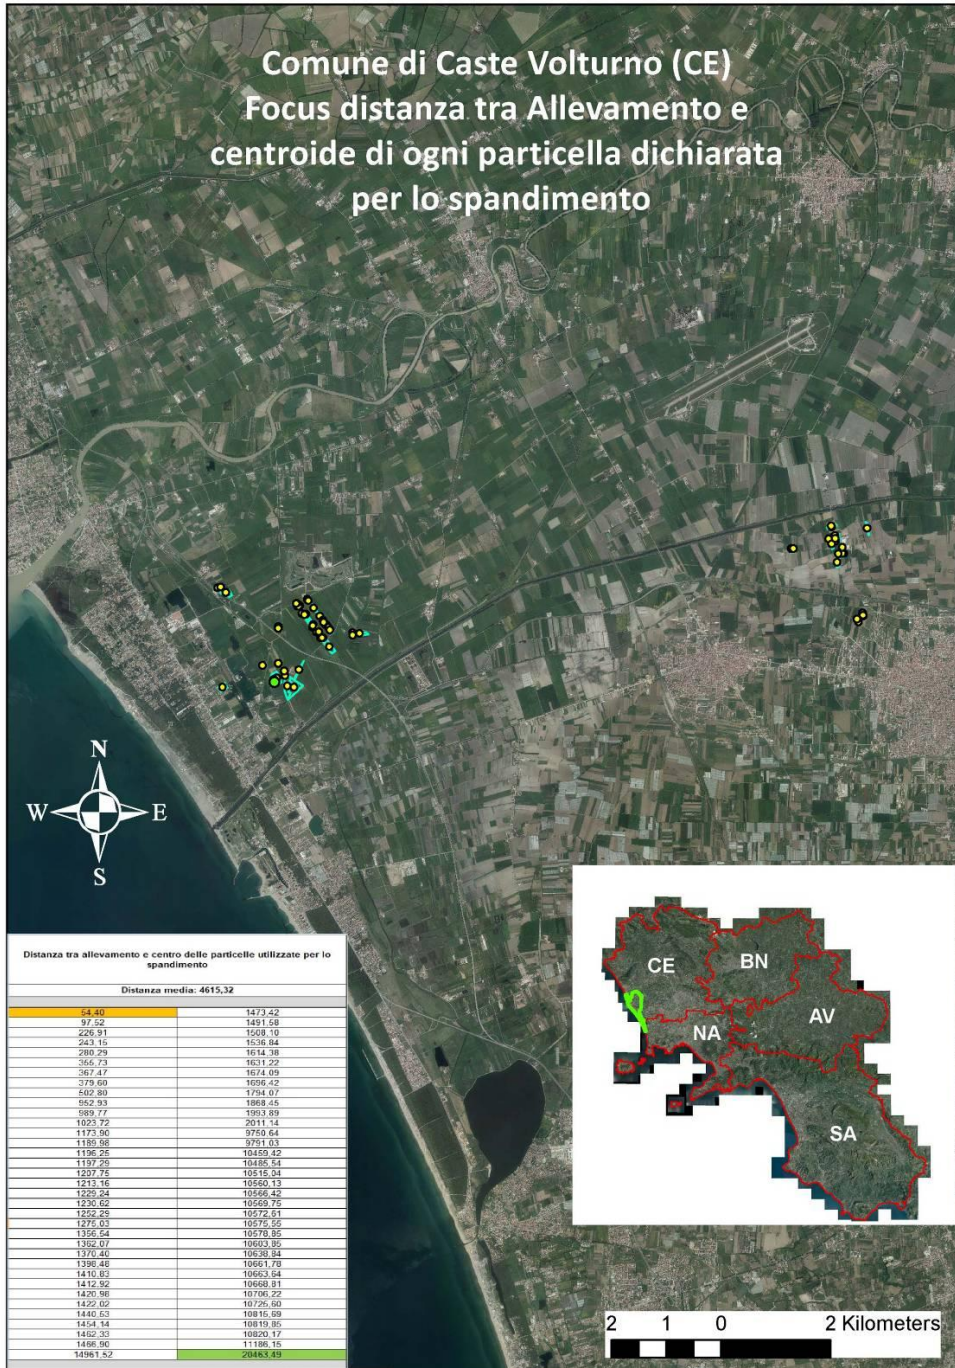 Comune di Caste Volturno (CE)
Focus distanza tra Allevamento e
centroide di ogni particella dichiarata
per lo spandimento
N
W
E
S
Distanza tra allevamento e centro delle particelle utilizzate per lo
spandimento
Distanza media: 4615,32
54,40 1473,42
97,52 1491,58
226,91 1508,10
243,15 1536,84
280,29 1614,38
355,73 1631,22
367,47 1674,09
379,60 1696,42
502,80 1794,07
952,93 1868,45
989,77 1993,89
1023,72 2011,14
1173,90 9750,64
1189,98 9791,03
1196,25 10459,42
1197,29 10485,54
1207,75 10515,04
1213,16 10560,13
1229,24 10566,42
1230,62 10569,75
1252,29 10572,61
1275,03 10575,55
1356,54 10578,85
1362,07 10603,85
1370,40 10638,84
1398,48 10661,78
1410,83 10663,64
1412,92 10668,81
1420,98 10706,22
1422,02 10725,60
1440,53 10815,69
1454,14 10819,85
1462,33 10820,17
1466,90 11186,15
14961,52 20463,49
CE
BN
AV
NA
SA
2 1 0 2 Kilometers